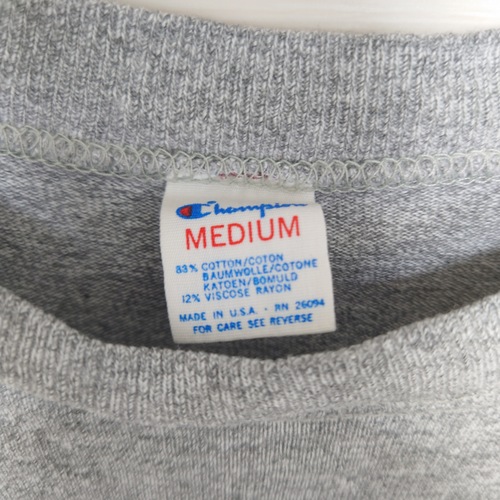 Champion
MEDIUM
88% COTTON/COTON
BAUMWOLLE/COTONE
KATOEN/BOMULD
12% VISCOSE RAYON
MADE IN U.S.A. - RN 26094
FOR CARE SEE REVERSE